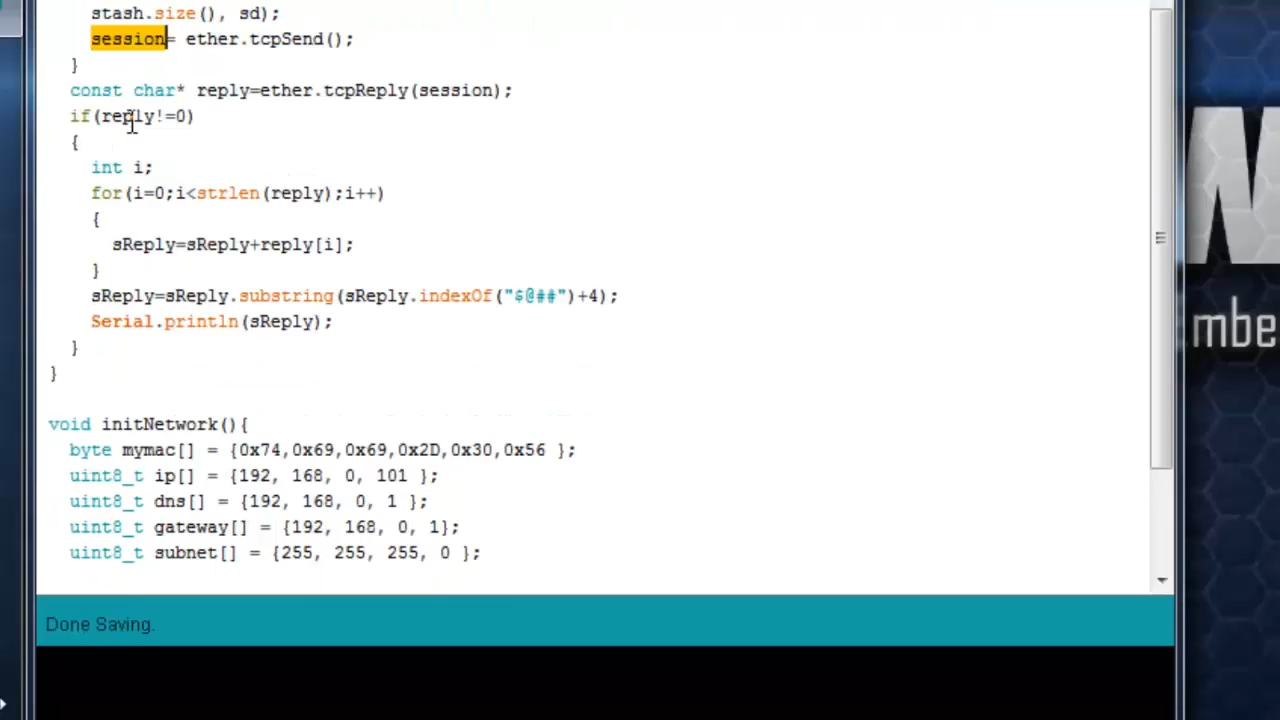 stash.size(), sd);
session= ether.tcpSend();
}
const char* reply=ether.tcpReply(session);
if(reply!=0)
{
int i;
for(i=0;i<strlen(reply);i++)
{
sReply=sReply+reply[i];
}
sReply=sReply.substring(sReply.indexOf("$@##")+4);
Serial.println(sReply);
}
}
void initNetwork(){
byte mymac[] = {0x74,0x69,0x69,0x2D,0x30,0x56 };
uint8_t ip[] = {192, 168, 0, 101 };
uint8_t dns[] = {192, 168, 0, 1 };
uint8_t gateway[] = {192, 168, 0, 1};
uint8_t subnet[] = {255, 255, 255, 0 };
Done Saving.
mbe